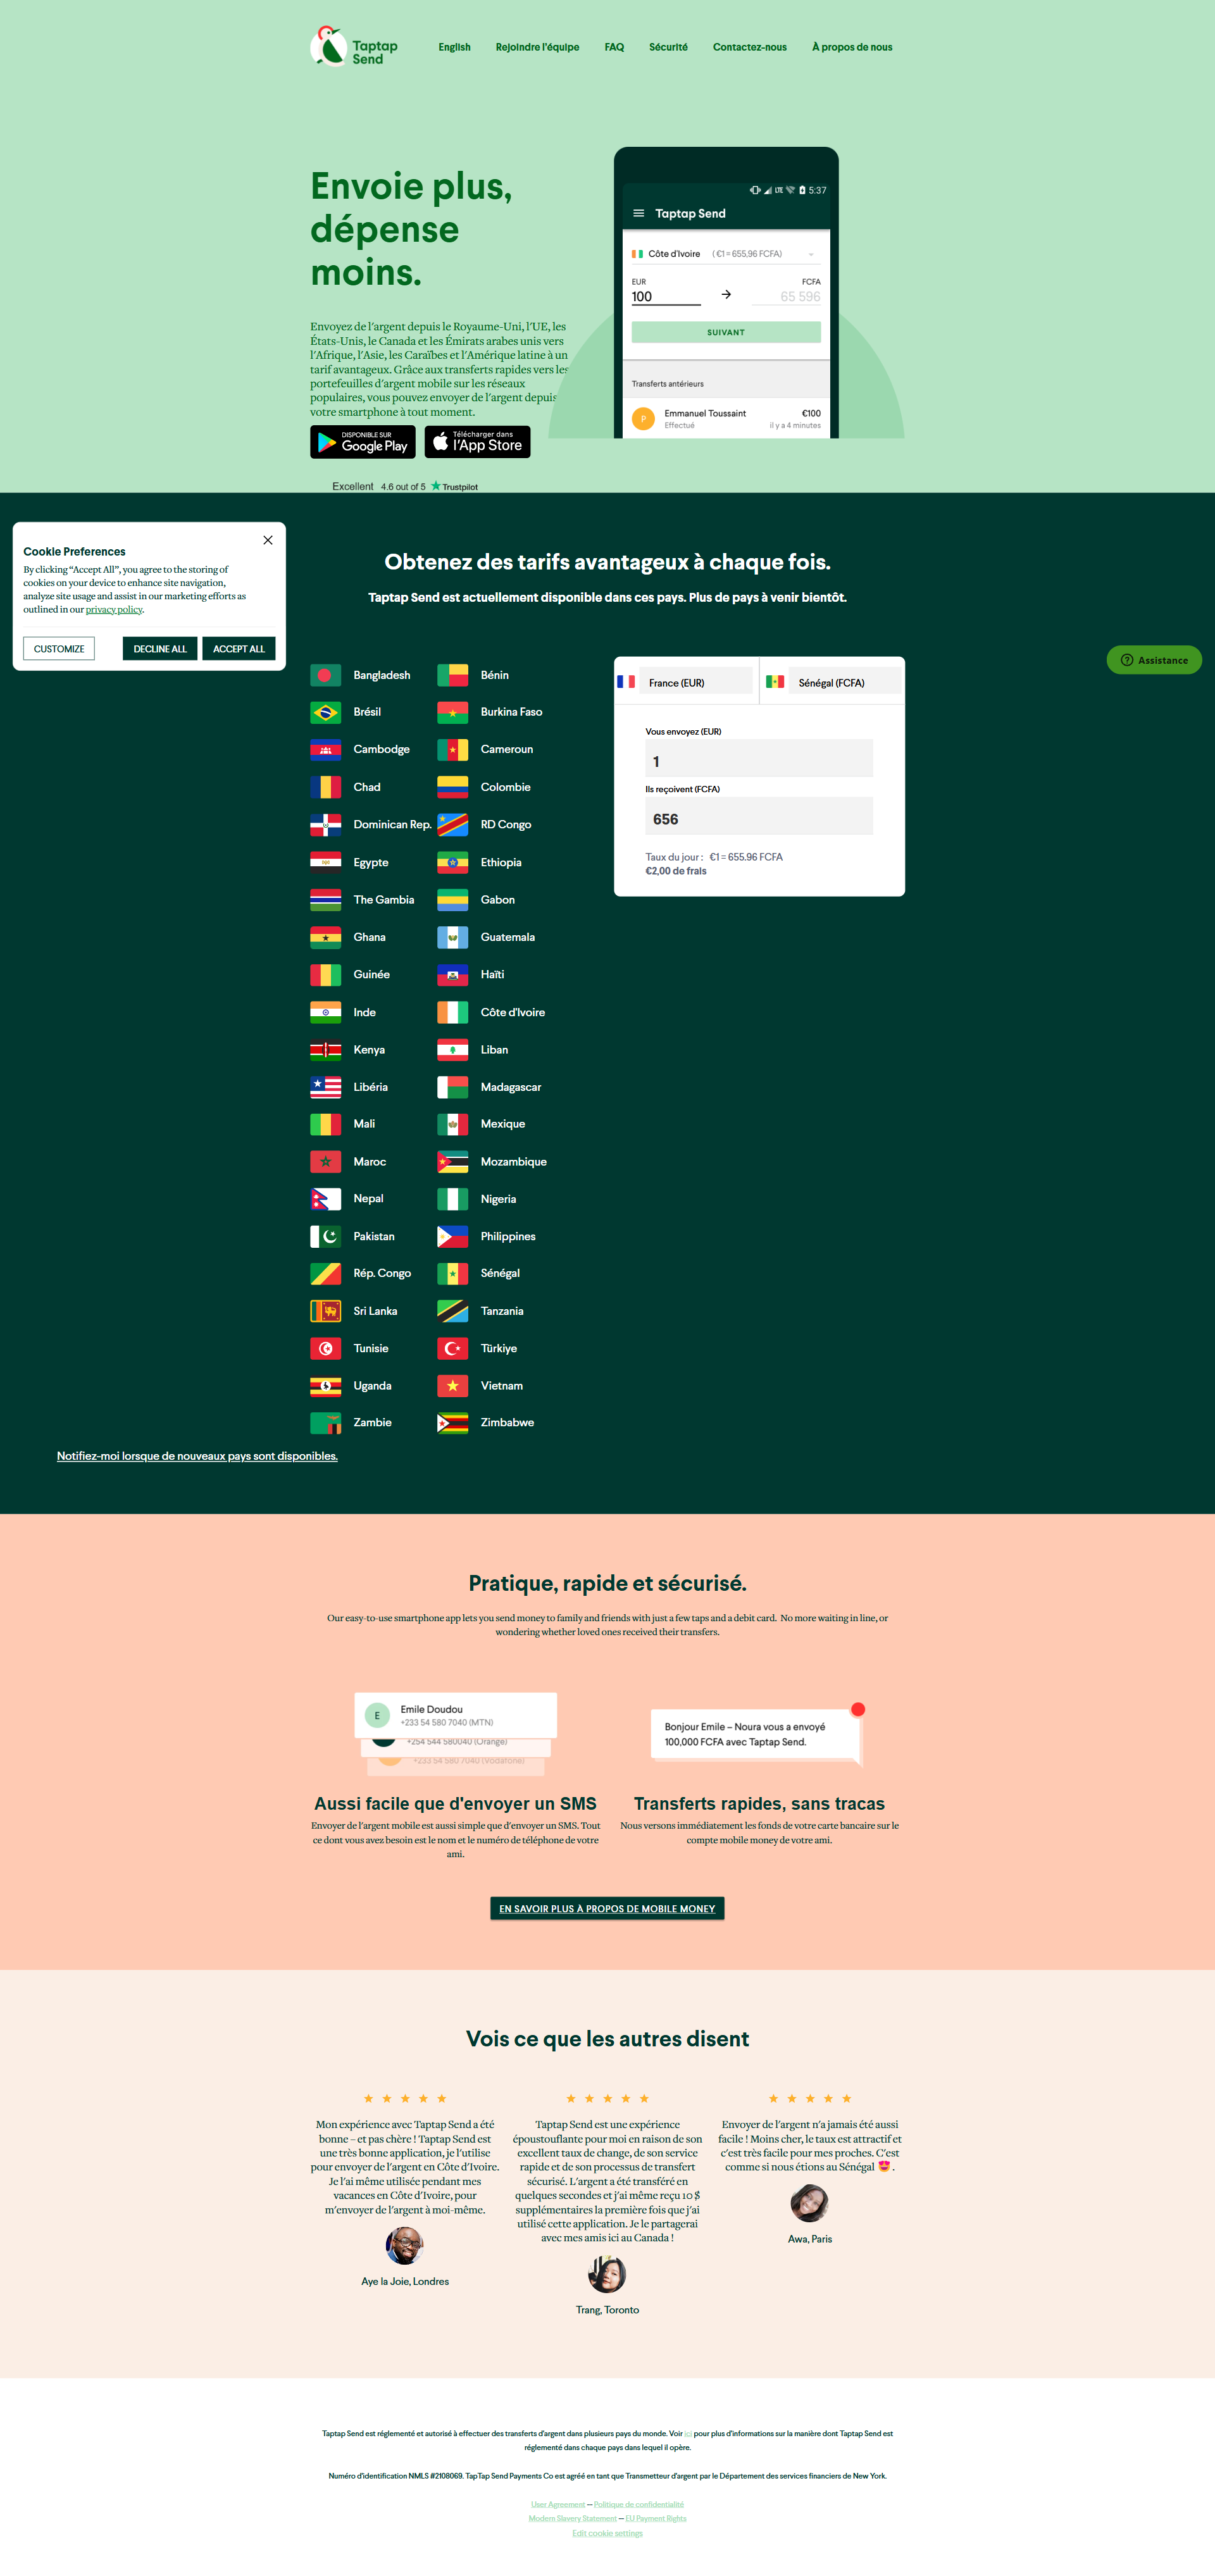 Taptap
Send
English
Rejoindre l'équipe
FAQ
Sécurité
Contactez-nous
À propos de nous
Envoie plus,
dépense
moins.
Envoyez de l'argent depuis le Royaume-Uni, l'UE, les
États-Unis, le Canada et les Émirats arabes unis vers
l'Afrique, l'Asie, les Caraïbes et l'Amérique latine à un
tarif avantageux. Grâce aux transferts rapides vers les
portefeuilles d'argent mobile sur les réseaux
populaires, vous pouvez envoyer de l'argent depuis
votre smartphone à tout moment.
DISPONIBLE SUR
Google Play
Télécharger dans
l'App Store
Excellent 4.6 out of 5 Trustpilot
LTE 5:37
Taptap Send
Côte d'Ivoire (€1 = 655,96 FCFA)
EUR FCFA
100 65 596
SUIVANT
Transferts antérieurs
P
Emmanuel Toussaint €100
Effectué il y a 4 minutes
Cookie Preferences
By clicking “Accept All”, you agree to the storing of
cookies on your device to enhance site navigation,
analyze site usage and assist in our marketing efforts as
outlined in our privacy policy.
CUSTOMIZE
DECLINE ALL
ACCEPT ALL
Obtenez des tarifs avantageux à chaque fois.
Taptap Send est actuellement disponible dans ces pays. Plus de pays à venir bientôt.
Assistance
Bangladesh Bénin
Brésil Burkina Faso
Cambodge Cameroun
Chad Colombie
Dominican Rep. RD Congo
Egypte Ethiopia
The Gambia Gabon
Ghana Guatemala
Guinée Haïti
Inde Côte d'Ivoire
Kenya Liban
Libéria Madagascar
Mali Mexique
Maroc Mozambique
Nepal Nigeria
Pakistan Philippines
Rép. Congo Sénégal
Sri Lanka Tanzania
Tunisie Türkiye
Uganda Vietnam
Zambie Zimbabwe
France (EUR)
Sénégal (FCFA)
Vous envoyez (EUR)
1
Ils reçoivent (FCFA)
656
Taux du jour : €1 = 655.96 FCFA
€2,00 de frais
Notifiez-moi lorsque de nouveaux pays sont disponibles.
Pratique, rapide et sécurisé.
Our easy-to-use smartphone app lets you send money to family and friends with just a few taps and a debit card. No more waiting in line, or
wondering whether loved ones received their transfers.
E
Emile Doudou
+233 54 580 7040 (MTN)
+254 544 580040 (Orange)
+233 54 580 7040 (Vodafone)
Bonjour Emile – Noura vous a envoyé
100,000 FCFA avec Taptap Send.
Aussi facile que d'envoyer un SMS
Envoyer de l'argent mobile est aussi simple que d'envoyer un SMS. Tout
ce dont vous avez besoin est le nom et le numéro de téléphone de votre
ami.
Transferts rapides, sans tracas
Nous versons immédiatement les fonds de votre carte bancaire sur le
compte mobile money de votre ami.
EN SAVOIR PLUS À PROPOS DE MOBILE MONEY
Vois ce que les autres disent
Mon expérience avec Taptap Send a été
bonne – et pas chère ! Taptap Send est
une très bonne application, je l'utilise
pour envoyer de l'argent en Côte d'Ivoire.
Je l'ai même utilisée pendant mes
vacances en Côte d'Ivoire, pour
m'envoyer de l'argent à moi-même.
Aye la Joie, Londres
Taptap Send est une expérience
époustouflante pour moi en raison de son
excellent taux de change, de son service
rapide et de son processus de transfert
sécurisé. L'argent a été transféré en
quelques secondes et j'ai même reçu 10 $
supplémentaires la première fois que j'ai
utilisé cette application. Je le partagerai
avec mes amis ici au Canada !
Trang, Toronto
Envoyer de l'argent n'a jamais été aussi
facile ! Moins cher, le taux est attractif et
c'est très facile pour mes proches. C'est
comme si nous étions au Sénégal 😍 .
Awa, Paris
Taptap Send est réglementé et autorisé à effectuer des transferts d'argent dans plusieurs pays du monde. Voir ici pour plus d'informations sur la manière dont Taptap Send est
réglementé dans chaque pays dans lequel il opère.
Numéro d'identification NMLS #2108069. TapTap Send Payments Co est agréé en tant que Transmetteur d'argent par le Département des services financiers de New York.
User Agreement — Politique de confidentialité
Modern Slavery Statement — EU Payment Rights
Edit cookie settings